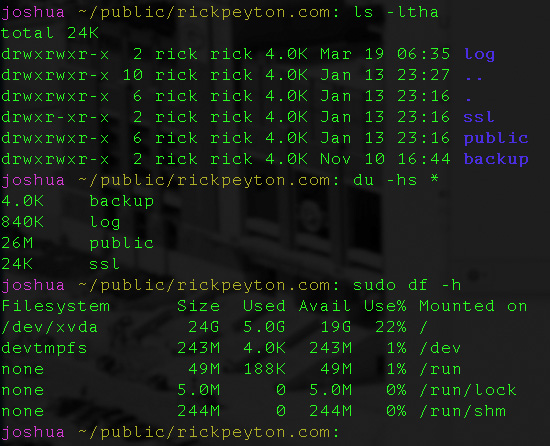 joshua ~/public/rickpeyton.com: ls -ltha
total 24K
drwxrwxr-x  2 rick rick 4.0K Mar 19 06:35 log
drwxrwxr-x 10 rick rick 4.0K Jan 13 23:27 ..
drwxrwxr-x  6 rick rick 4.0K Jan 13 23:16 .
drwxr-xr-x  2 rick rick 4.0K Jan 13 23:16 ssl
drwxrwxr-x  6 rick rick 4.0K Jan 13 23:16 public
drwxrwxr-x  2 rick rick 4.0K Nov 10 16:44 backup
joshua ~/public/rickpeyton.com: du -hs *
4.0K    backup
840K    log
26M     public
24K     ssl
joshua ~/public/rickpeyton.com: sudo df -h
Filesystem      Size  Used Avail Use% Mounted on
/dev/xvda        24G  5.0G   19G  22% /
devtmpfs        243M  4.0K  243M   1% /dev
none             49M  188K   49M   1% /run
none            5.0M     0  5.0M   0% /run/lock
none            244M     0  244M   0% /run/shm
joshua ~/public/rickpeyton.com: